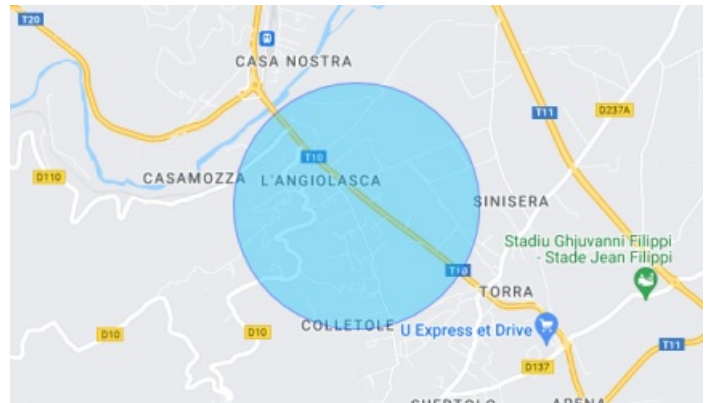 T20
CASA NOSTRA
D237A
T11
T10
D110
CASAMOZZA
L'ANGIOLASCA
SINISERA
Stadiu Ghjuvanni Filippi
- Stade Jean Filippi
T10
TORRA
D10
D10
COLLETOLE
U Express et Drive
T11
D137
ARENA